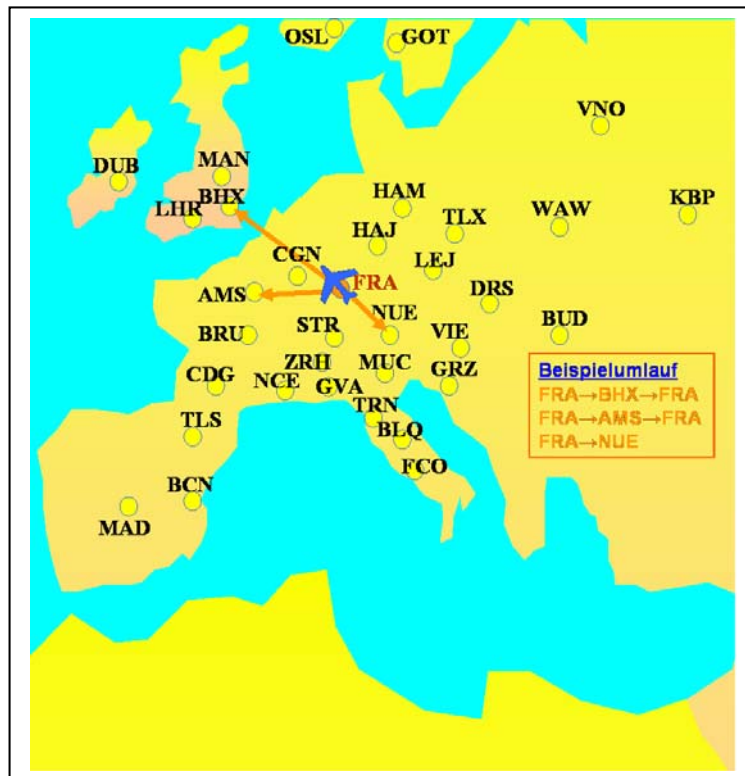 OSL
GOT
VNO
DUB
MAN
BHX
LHR
HAM
TLX
WAW
KBP
HAJ
CGN
LEJ
FRA
AMS
DRS
NUE
BRU
STR
VIE
BUD
ZRH
MUC
CDG
NCE
GVA
GRZ
TRN
TLS
BLQ
FCO
BCN
MAD
Beispielumlauf
FRA→BHX→FRA
FRA→AMS→FRA
FRA→NUE